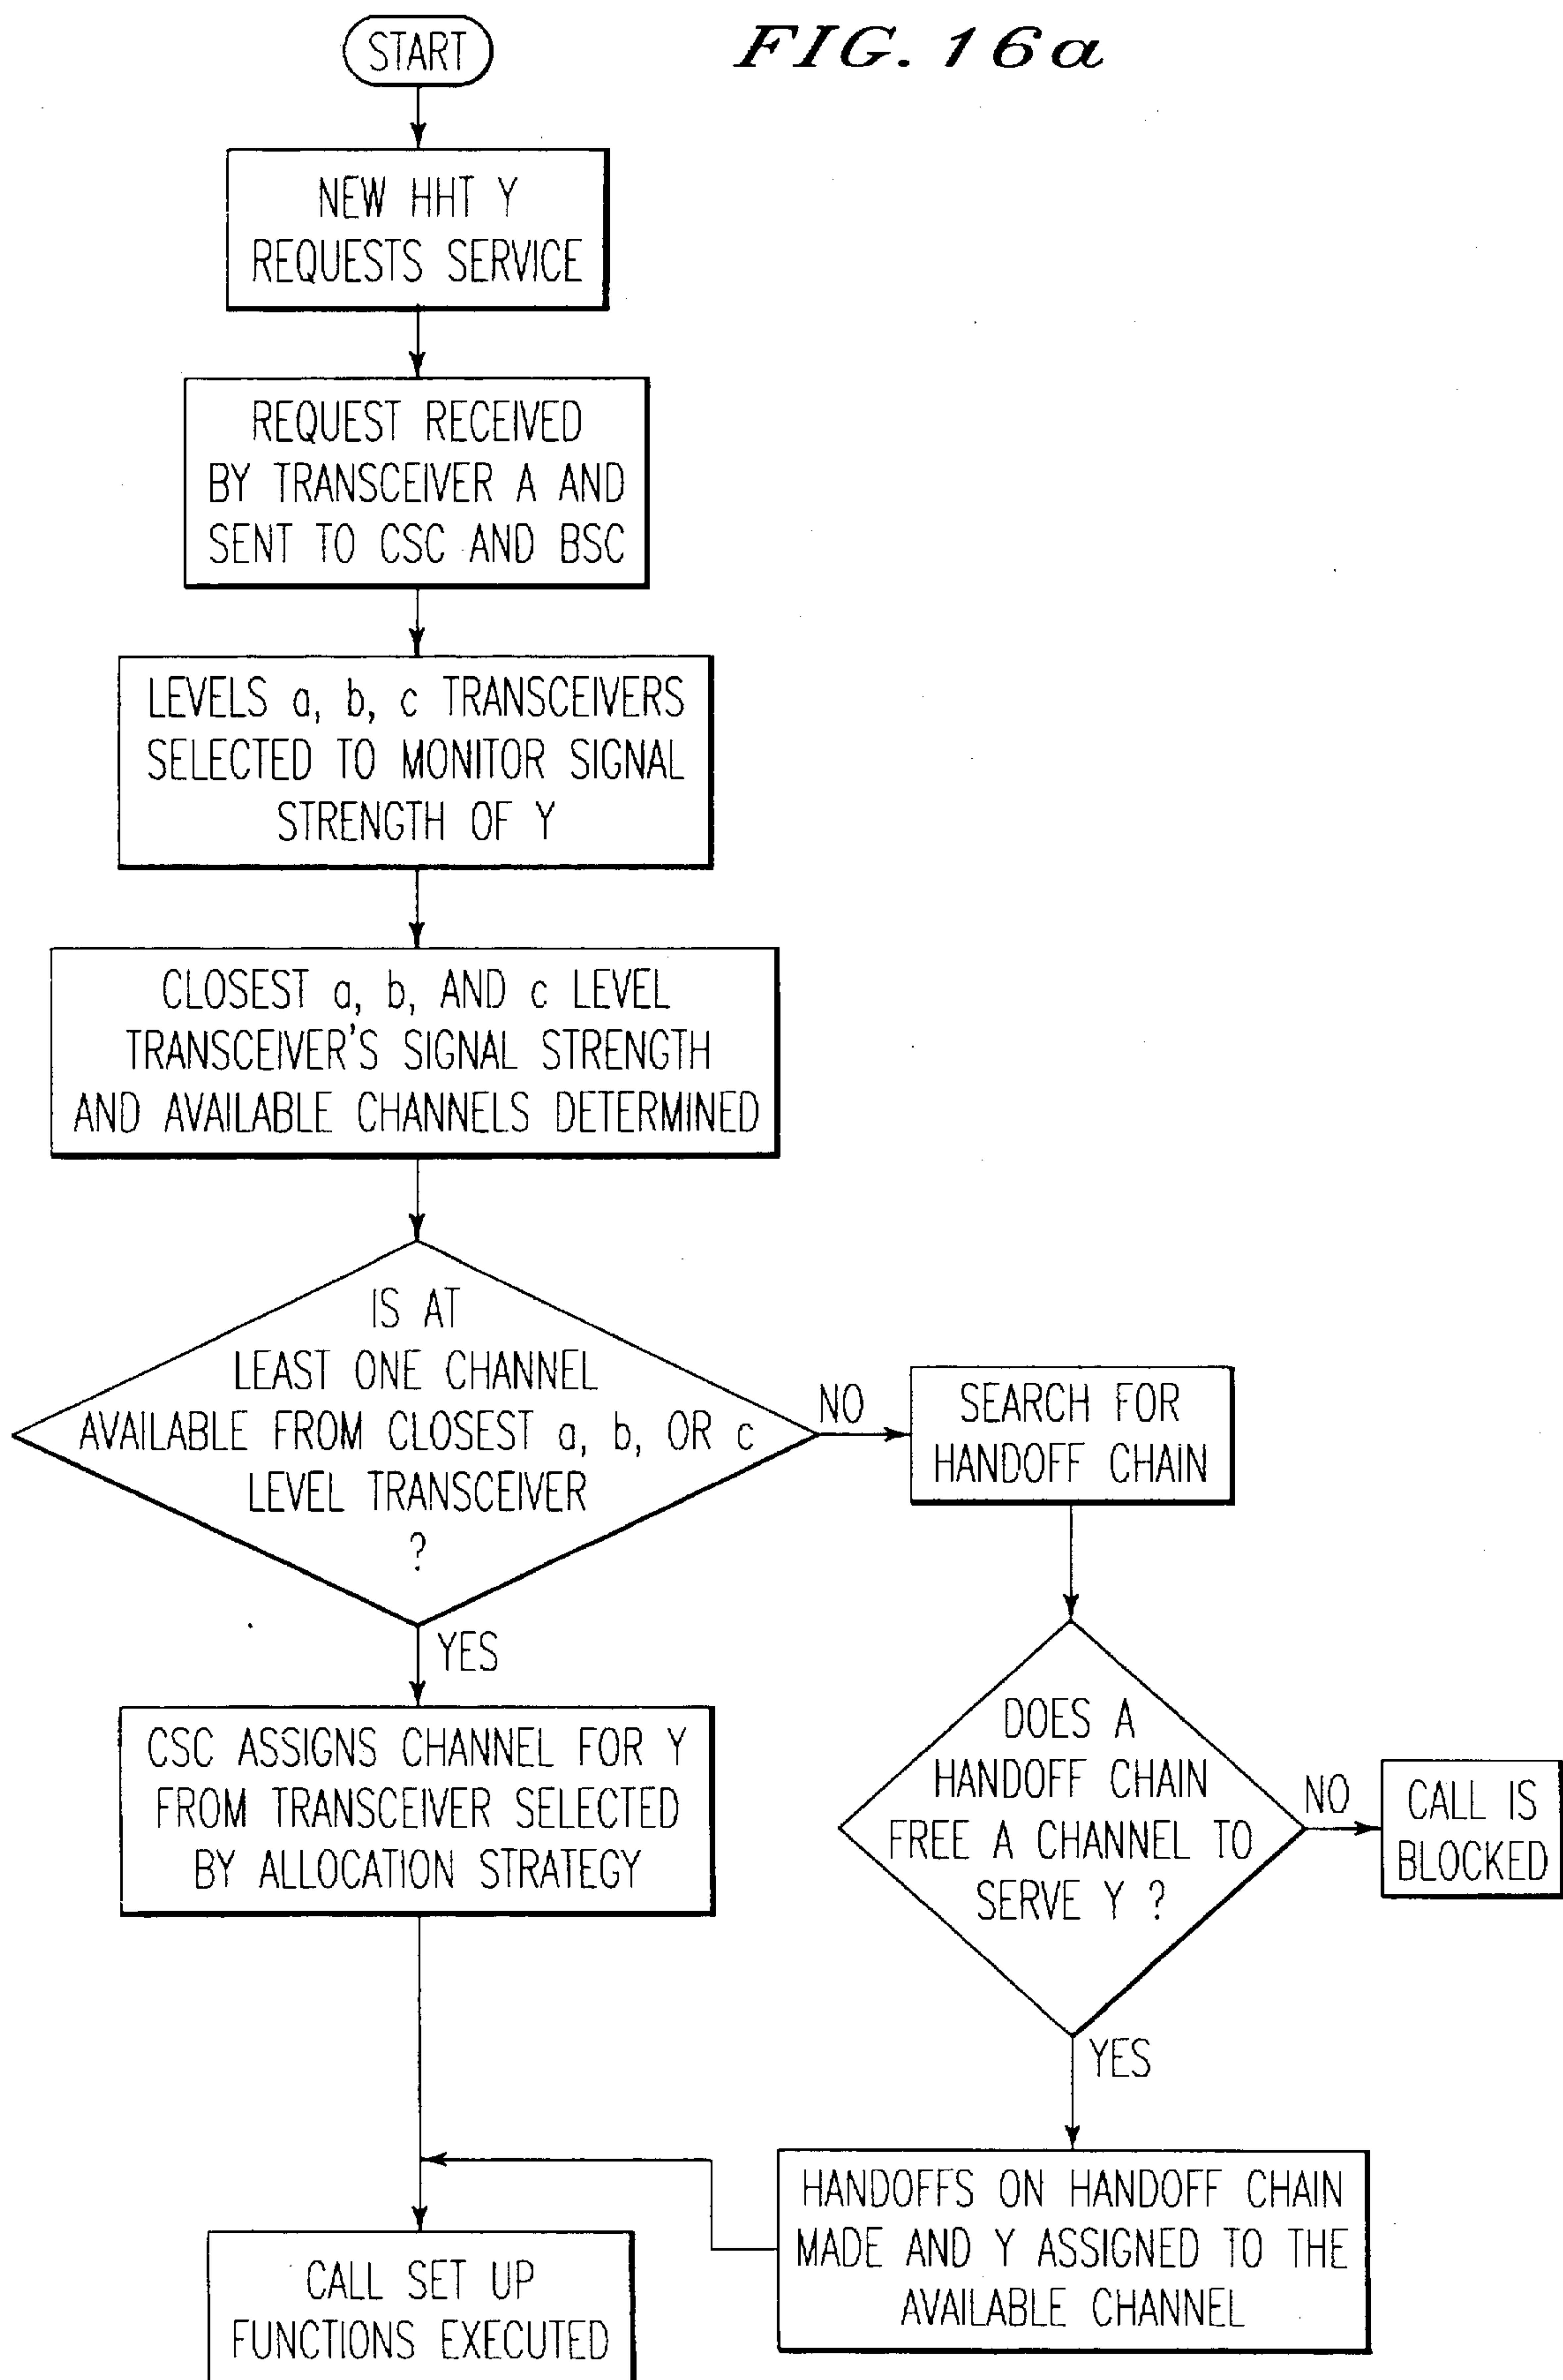 FIG. 16a
START
NEW HHT Y
REQUESTS SERVICE
REQUEST RECEIVED
BY TRANSCEIVER A AND
SENT TO CSC AND BSC
LEVELS a, b, c TRANSCEIVERS
SELECTED TO MONITOR SIGNAL
STRENGTH OF Y
CLOSEST a, b, AND c LEVEL
TRANSCEIVER'S SIGNAL STRENGTH
AND AVAILABLE CHANNELS DETERMINED
IS AT
LEAST ONE CHANNEL
AVAILABLE FROM CLOSEST a, b, OR c
LEVEL TRANSCEIVER
?
NO
SEARCH FOR
HANDOFF CHAIN
YES
CSC ASSIGNS CHANNEL FOR Y
FROM TRANSCEIVER SELECTED
BY ALLOCATION STRATEGY
DOES A
HANDOFF CHAIN
FREE A CHANNEL TO
SERVE Y ?
NO
CALL IS
BLOCKED
YES
HANDOFFS ON HANDOFF CHAIN
MADE AND Y ASSIGNED TO THE
AVAILABLE CHANNEL
CALL SET UP
FUNCTIONS EXECUTED